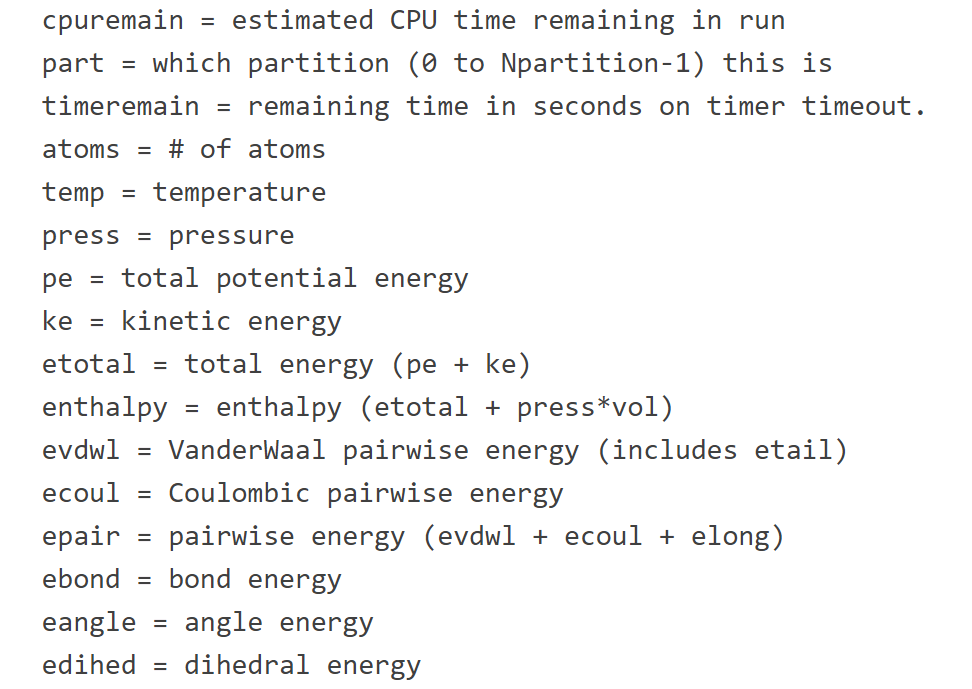 cpuremain = estimated CPU time remaining in run
part = which partition (0 to Npartition-1) this is
timeremain = remaining time in seconds on timer timeout.
atoms = # of atoms
temp = temperature
press = pressure
pe = total potential energy
ke = kinetic energy
etotal = total energy (pe + ke)
enthalpy = enthalpy (etotal + press*vol)
evdwl = VanderWaal pairwise energy (includes etail)
ecoul = Coulombic pairwise energy
epair = pairwise energy (evdwl + ecoul + elong)
ebond = bond energy
eangle = angle energy
edihed = dihedral energy